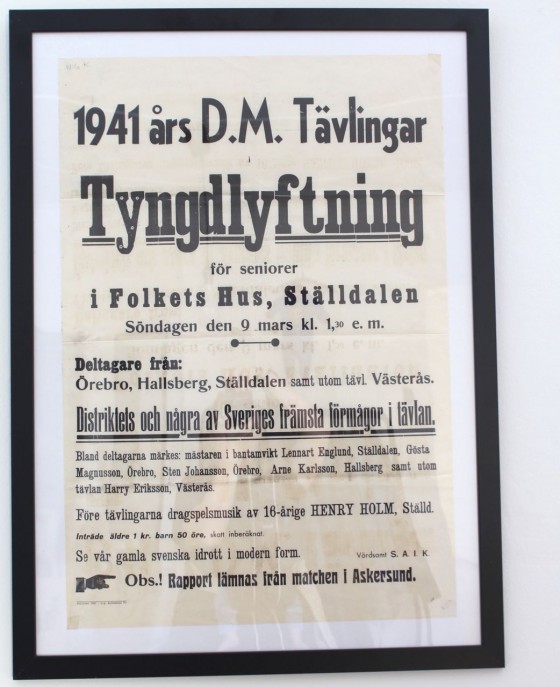 1941 års D.M. Tävlingar
i
Tyngdlyftning
för seniorer
i Folkets Hus, Ställdalen
Söndagen den 9 mars kl. 1,30 e. m.
Deltagare från:
Örebro, Hallsberg, Ställdalen samt utom tävl. Västerås.
Distriktets och några av Sveriges främsta förmågor i tävlan.
Bland deltagarna märkes: mästaren i bantamvikt Lennart Englund, Ställdalen, Gösta
Magnusson, Örebro, Sten Johansson, Örebro, Arne Karlsson, Hallsberg samt utom
tävlan Harry Eriksson, Västerås.
Före tävlingarna dragspelsmusik av 16-årige HENRY HOLM, Ställd.
Inträde äldre 1 kr. barn 50 öre, skatt inberäknat.
Se vår gamla svenska idrott i modern form.
Vördsamt S. A. I. K.
Obs.! Rapport lämnas från matchen i Askersund.